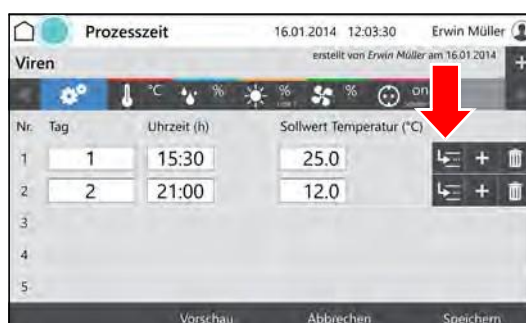 Prozesszeit 16.01.2014 12:03:30 Erwin Müller
Viren erstellt von Erwin Müller am 16.01.2014 +
°C % % % on
Nr. Tag Uhrzeit (h) Sollwert Temperatur (°C)
1 1 15:30 25.0 +
2 2 21:00 12.0 +
3
4
5
Vorschau Abbrechen Speichern